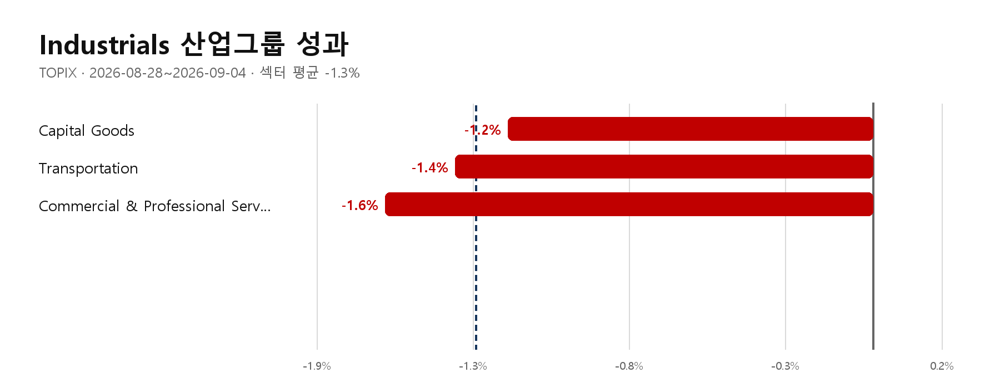 Industrials 산업그룹 성과
TOPIX · 2026-08-28~2026-09-04 · 섹터 평균 -1.3%
Capital Goods
-1.2%
Transportation
-1.4%
Commercial & Professional Serv...
-1.6%
-1.9%
-1.3%
-0.8%
-0.3%
0.2%